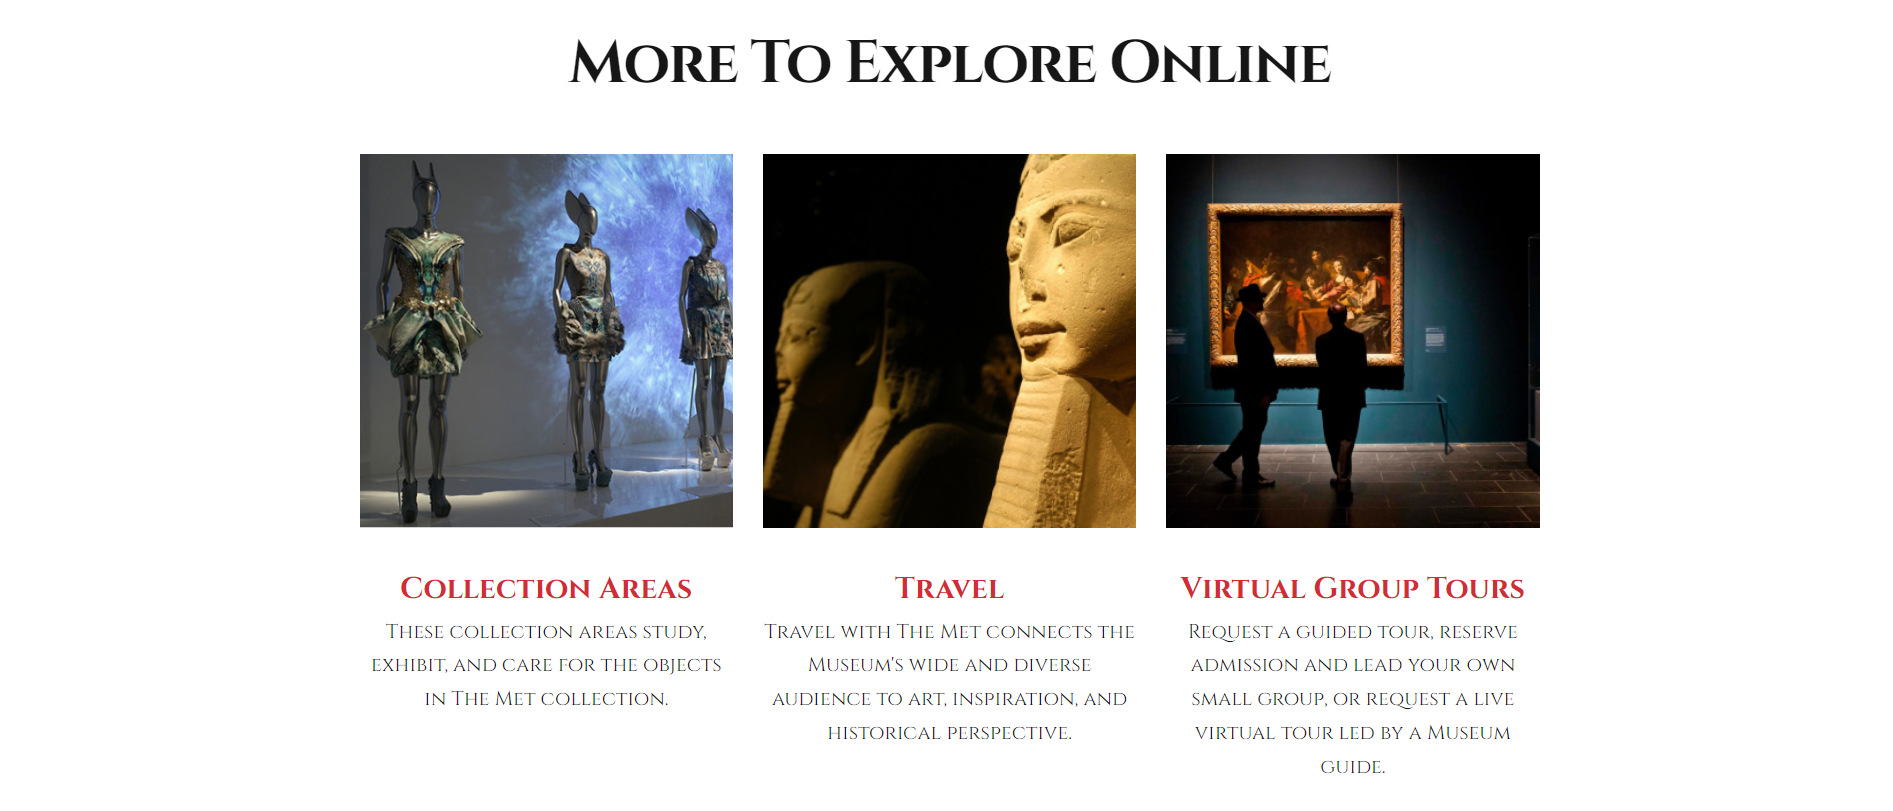 More To Explore Online
Collection Areas
These collection areas study,
exhibit, and care for the objects
in The Met collection.
Travel
Travel with The Met connects the
Museum's wide and diverse
audience to art, inspiration, and
historical perspective.
Virtual Group Tours
Request a guided tour, reserve
admission and lead your own
small group, or request a live
virtual tour led by a Museum
guide.